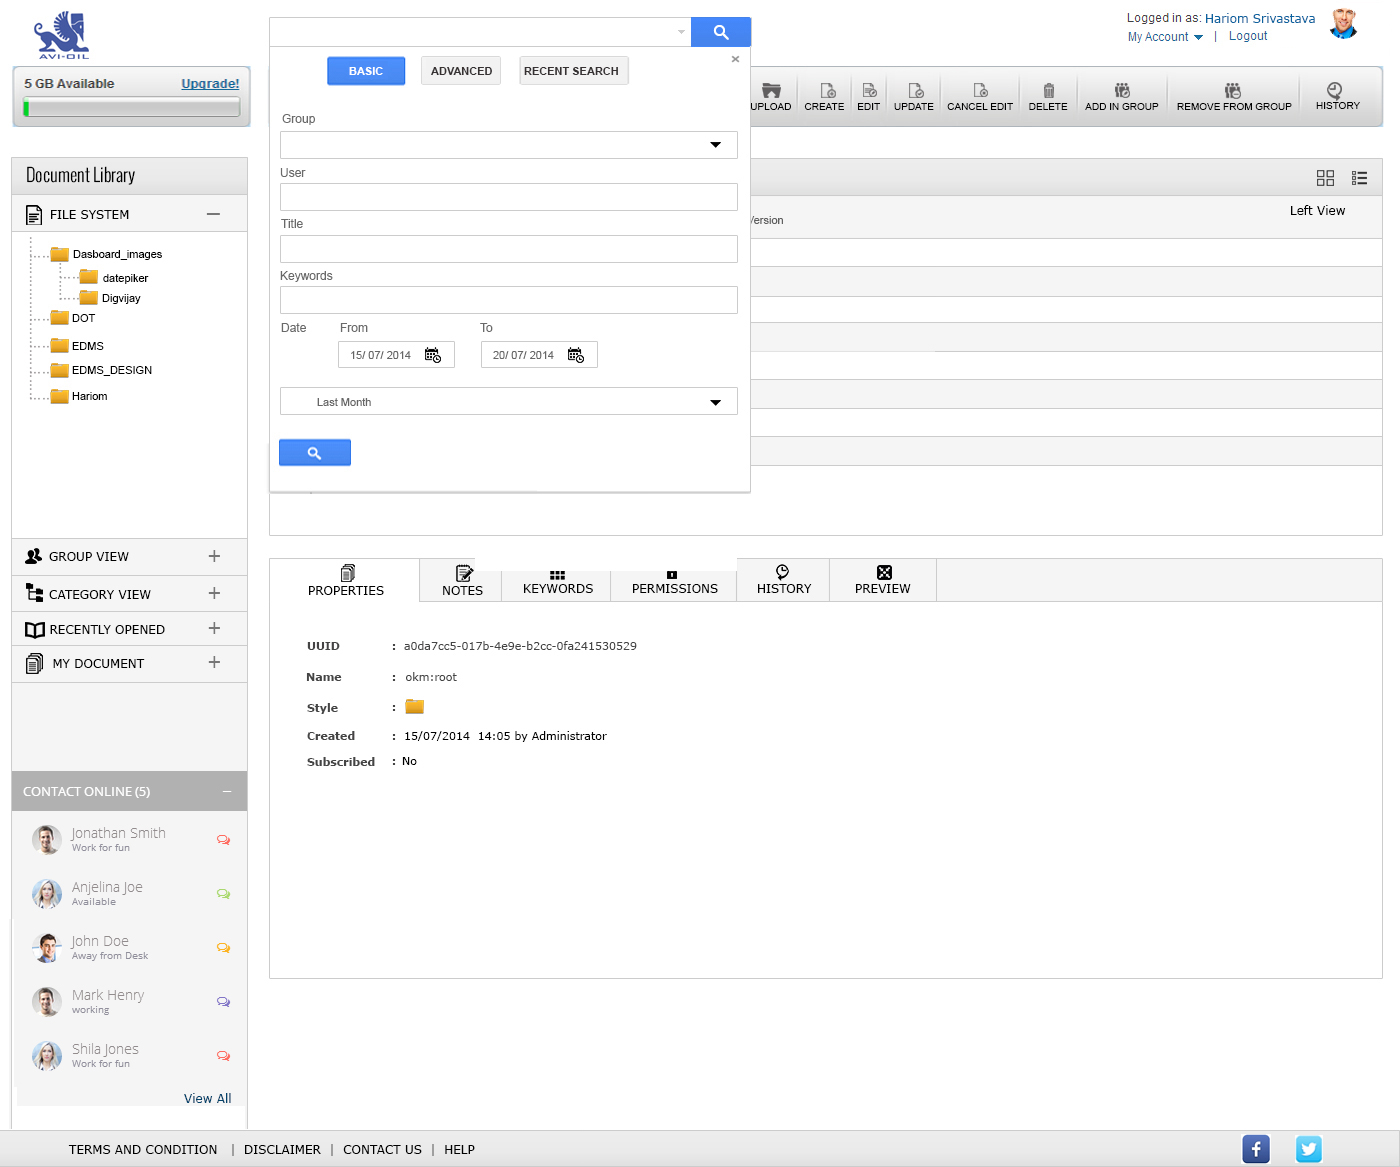 AVI-OIL
Logged in as: Hariom Srivastava
My Account | Logout
5 GB Available Upgrade!
BASIC ADVANCED RECENT SEARCH
UPLOAD CREATE EDIT UPDATE CANCEL EDIT DELETE ADD IN GROUP REMOVE FROM GROUP HISTORY
Document Library
FILE SYSTEM
Dasboard_images
datepiker
Digvijay
DOT
EDMS
EDMS_DESIGN
Hariom
Group
User
Title
Keywords
Date From To
15/ 07/ 2014 20/ 07/ 2014
Last Month
Left View
GROUP VIEW
CATEGORY VIEW
RECENTLY OPENED
MY DOCUMENT
PROPERTIES NOTES KEYWORDS PERMISSIONS HISTORY PREVIEW
UUID : a0da7cc5-017b-4e9e-b2cc-0fa241530529
Name : okm:root
Style :
Created : 15/07/2014 14:05 by Administrator
Subscribed : No
CONTACT ONLINE (5)
Jonathan Smith
Work for fun
Anjelina Joe
Available
John Doe
Away from Desk
Mark Henry
working
Shila Jones
Work for fun
View All
TERMS AND CONDITION | DISCLAIMER | CONTACT US | HELP